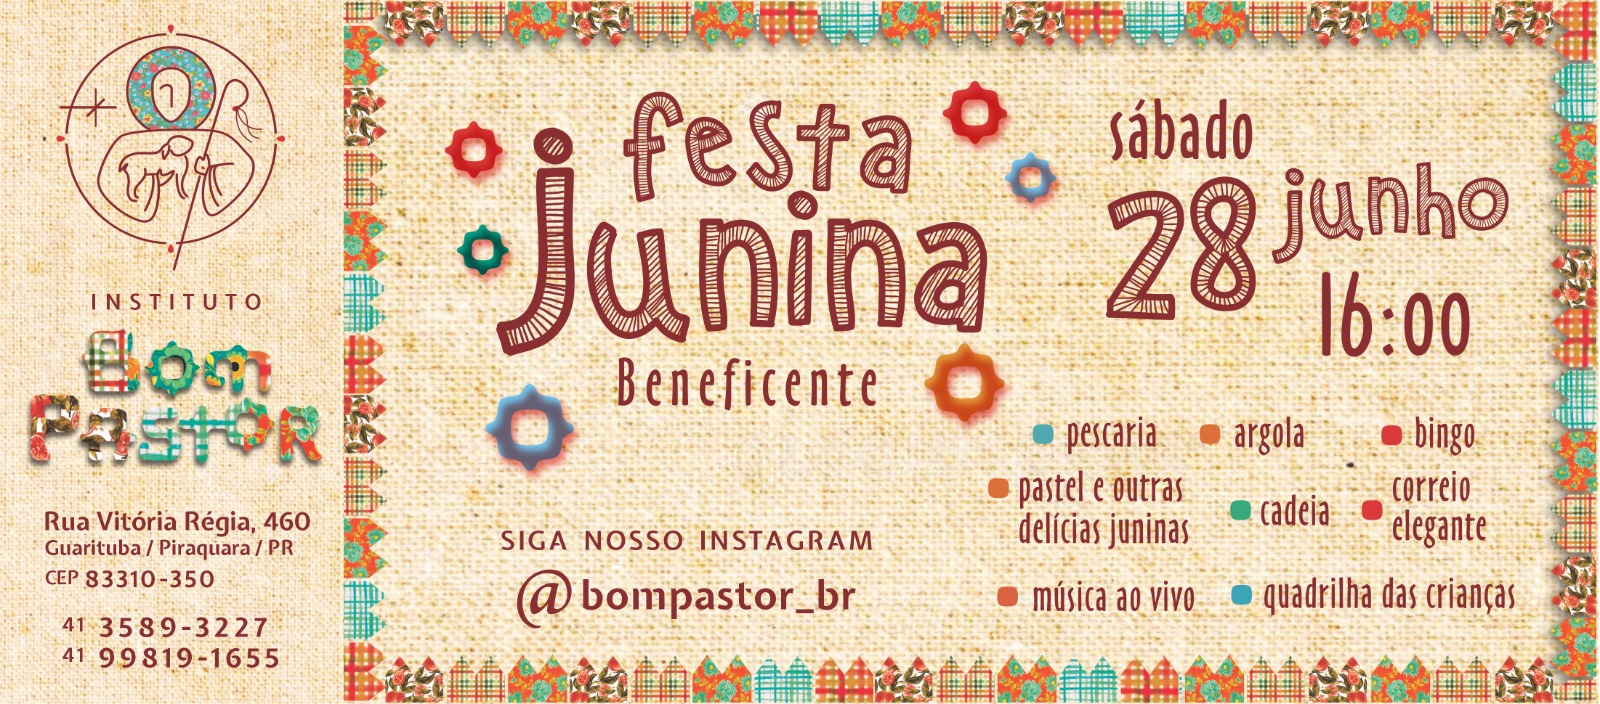 INSTITUTO
BOM
PASTOR
Rua Vitória Régia, 460
Guarituba / Piraquara / PR
CEP 83310-350
41 3589-3227
41 99819-1655
festa
junina
Beneficente
SIGA NOSSO INSTAGRAM
@bompastor_br
sábado
28 junho
16:00
pescaria argola bingo
pastel e outras
delícias juninas
cadeia
correio
elegante
música ao vivo quadrilha das crianças